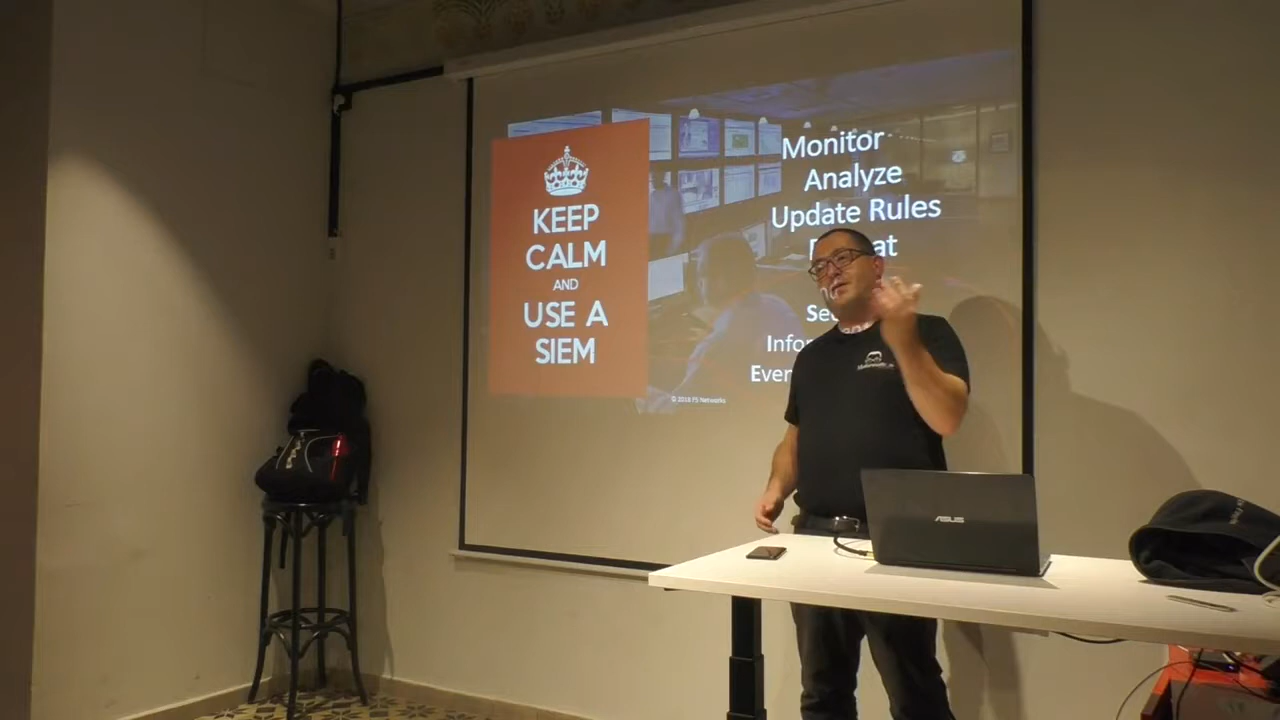 KEEP
CALM
AND
USE A
SIEM
Monitor
Analyze
Update Rules
© 2018 F5 Networks
ASUS